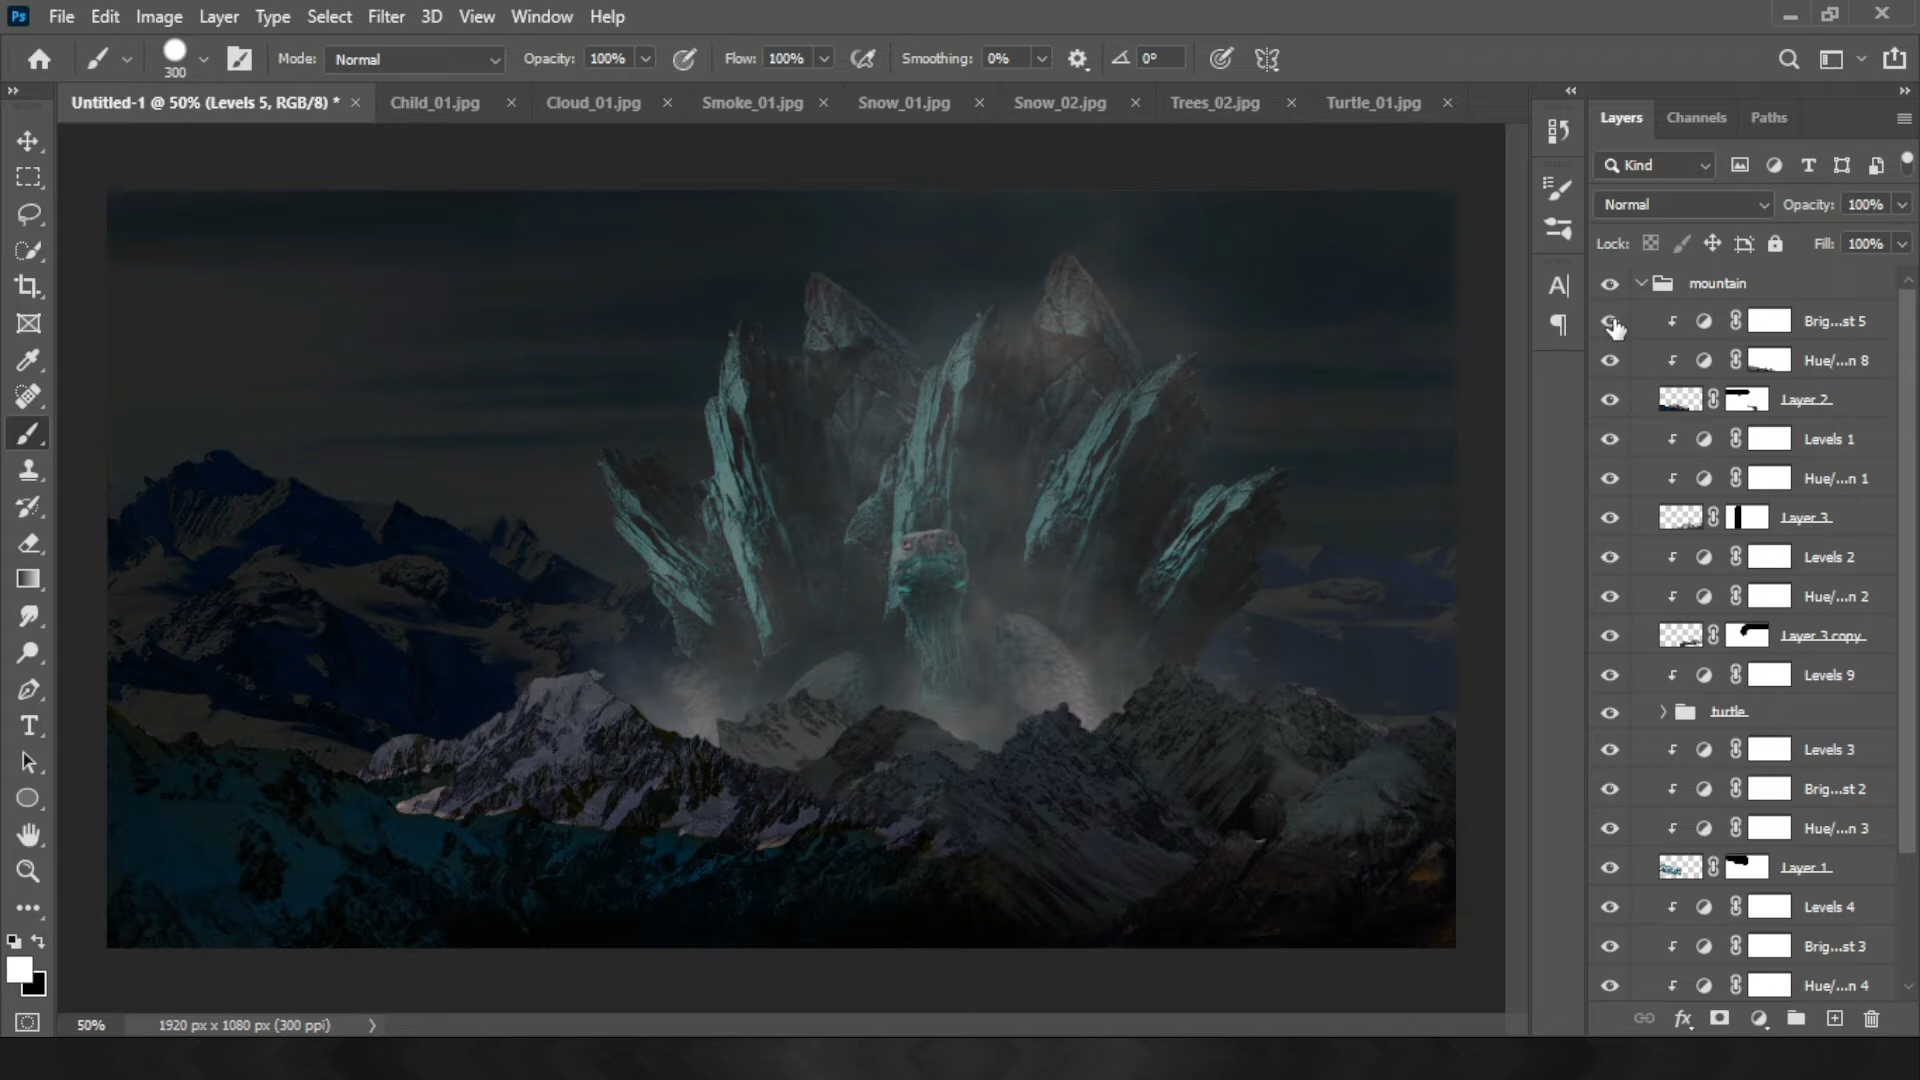 Ps File Edit Image Layer Type Select Filter 3D View Window Help
300 Mode: Normal Opacity: 100% Flow: 100% Smoothing: 0% 0°
Untitled-1 @ 50% (Levels 5, RGB/8) * Child_01.jpg Cloud_01.jpg Smoke_01.jpg Snow_01.jpg Snow_02.jpg Trees_02.jpg Turtle_01.jpg
Layers Channels Paths
Kind
Normal Opacity: 100%
Lock: Fill: 100%
mountain
Brig...st 5
Hue/...n 8
Layer 2
Levels 1
Hue/...n 1
Layer 3
Levels 2
Hue/...n 2
Layer 3 copy
Levels 9
turtle
Levels 3
Brig...st 2
Hue/...n 3
Layer 1
Levels 4
Brig...st 3
Hue/...n 4
fx
50% 1920 px x 1080 px (300 ppi)